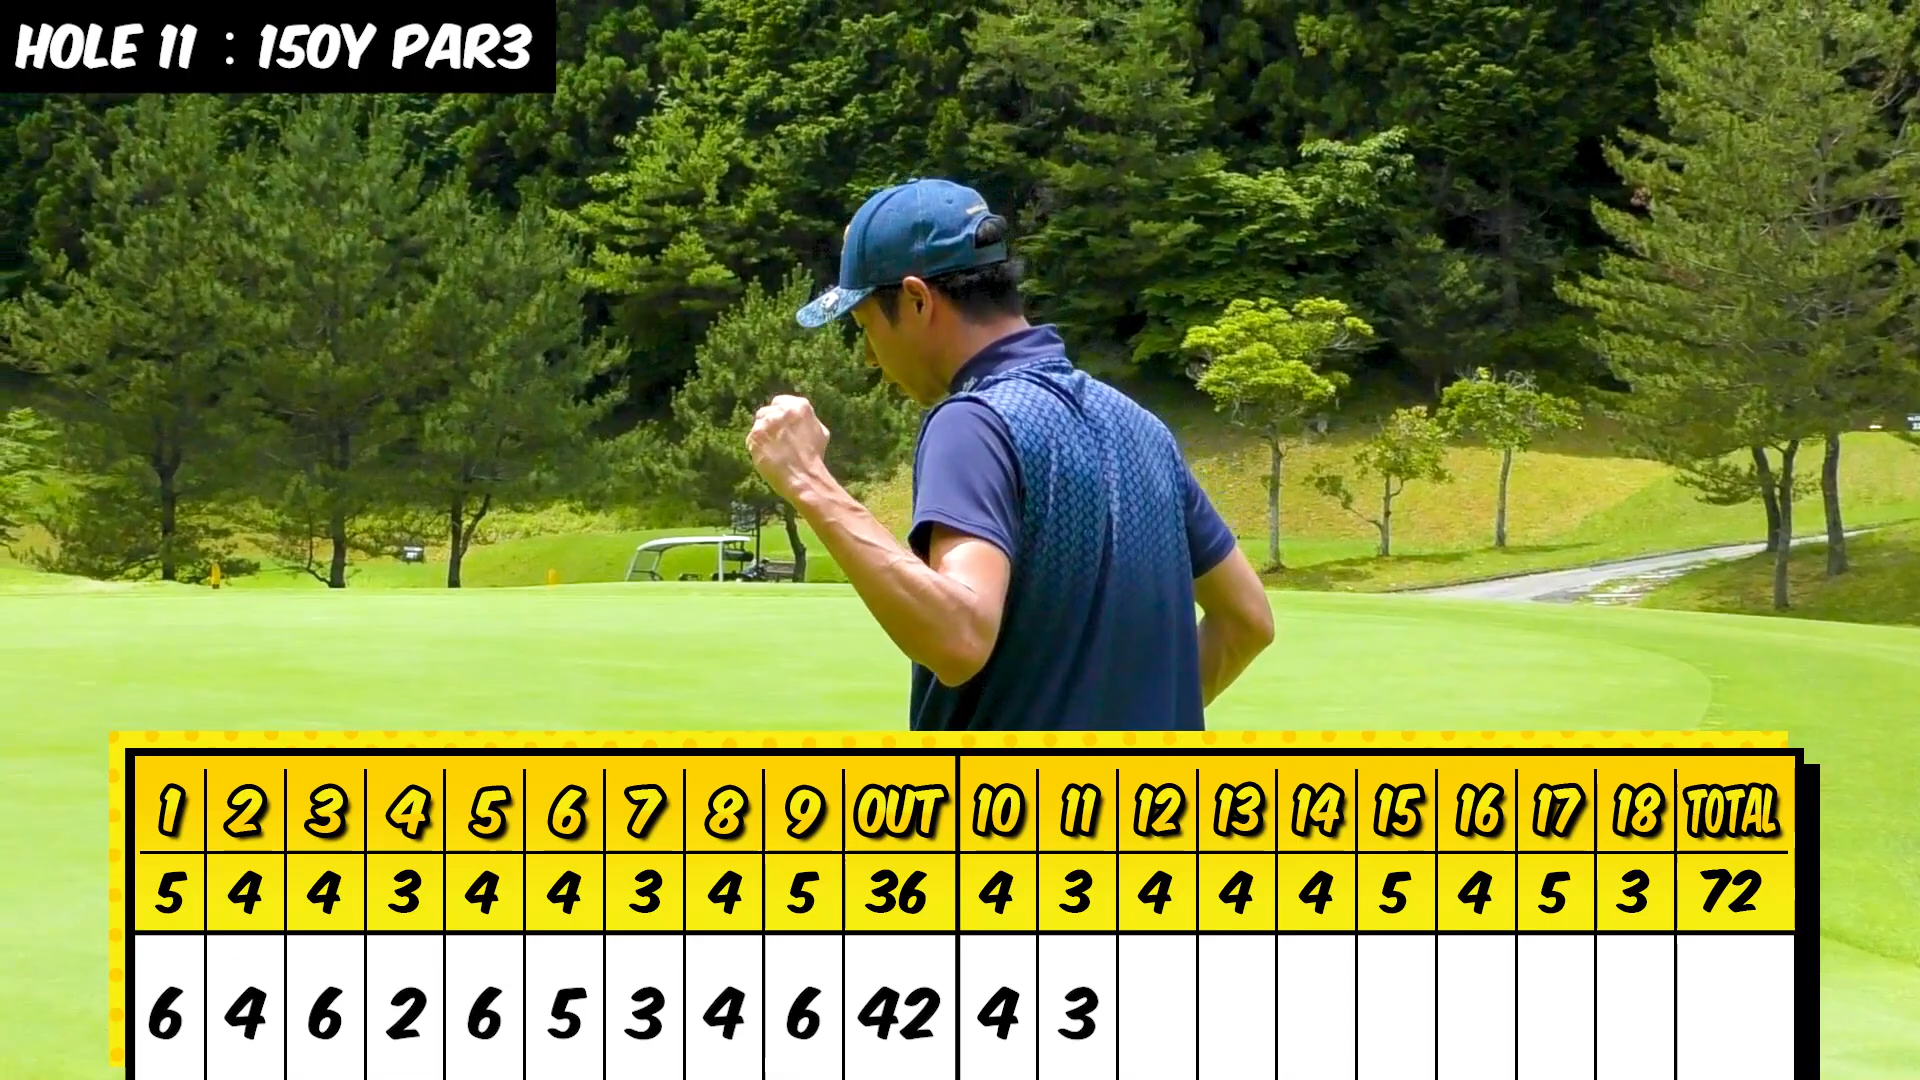 HOLE 11 : 150Y PAR3
1 2 3 4 5 6 7 8 9 OUT 10 11 12 13 14 15 16 17 18 TOTAL
5 4 4 3 4 4 3 4 5 36 4 3 4 4 4 5 4 5 3 72
6 4 6 2 6 5 3 4 6 42 4 3